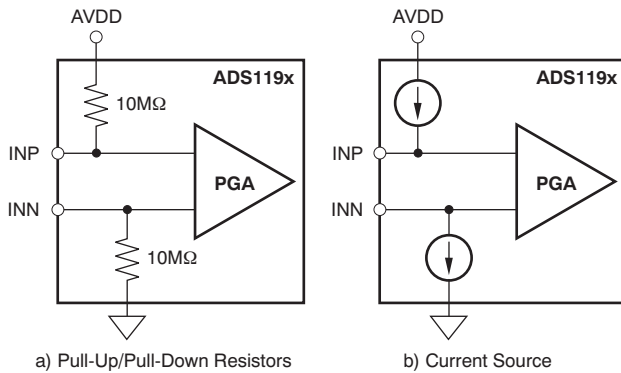 AVDD
ADS119x
10MΩ
INP
PGA
INN
10MΩ
a) Pull-Up/Pull-Down Resistors
AVDD
ADS119x
INP
PGA
INN
b) Current Source